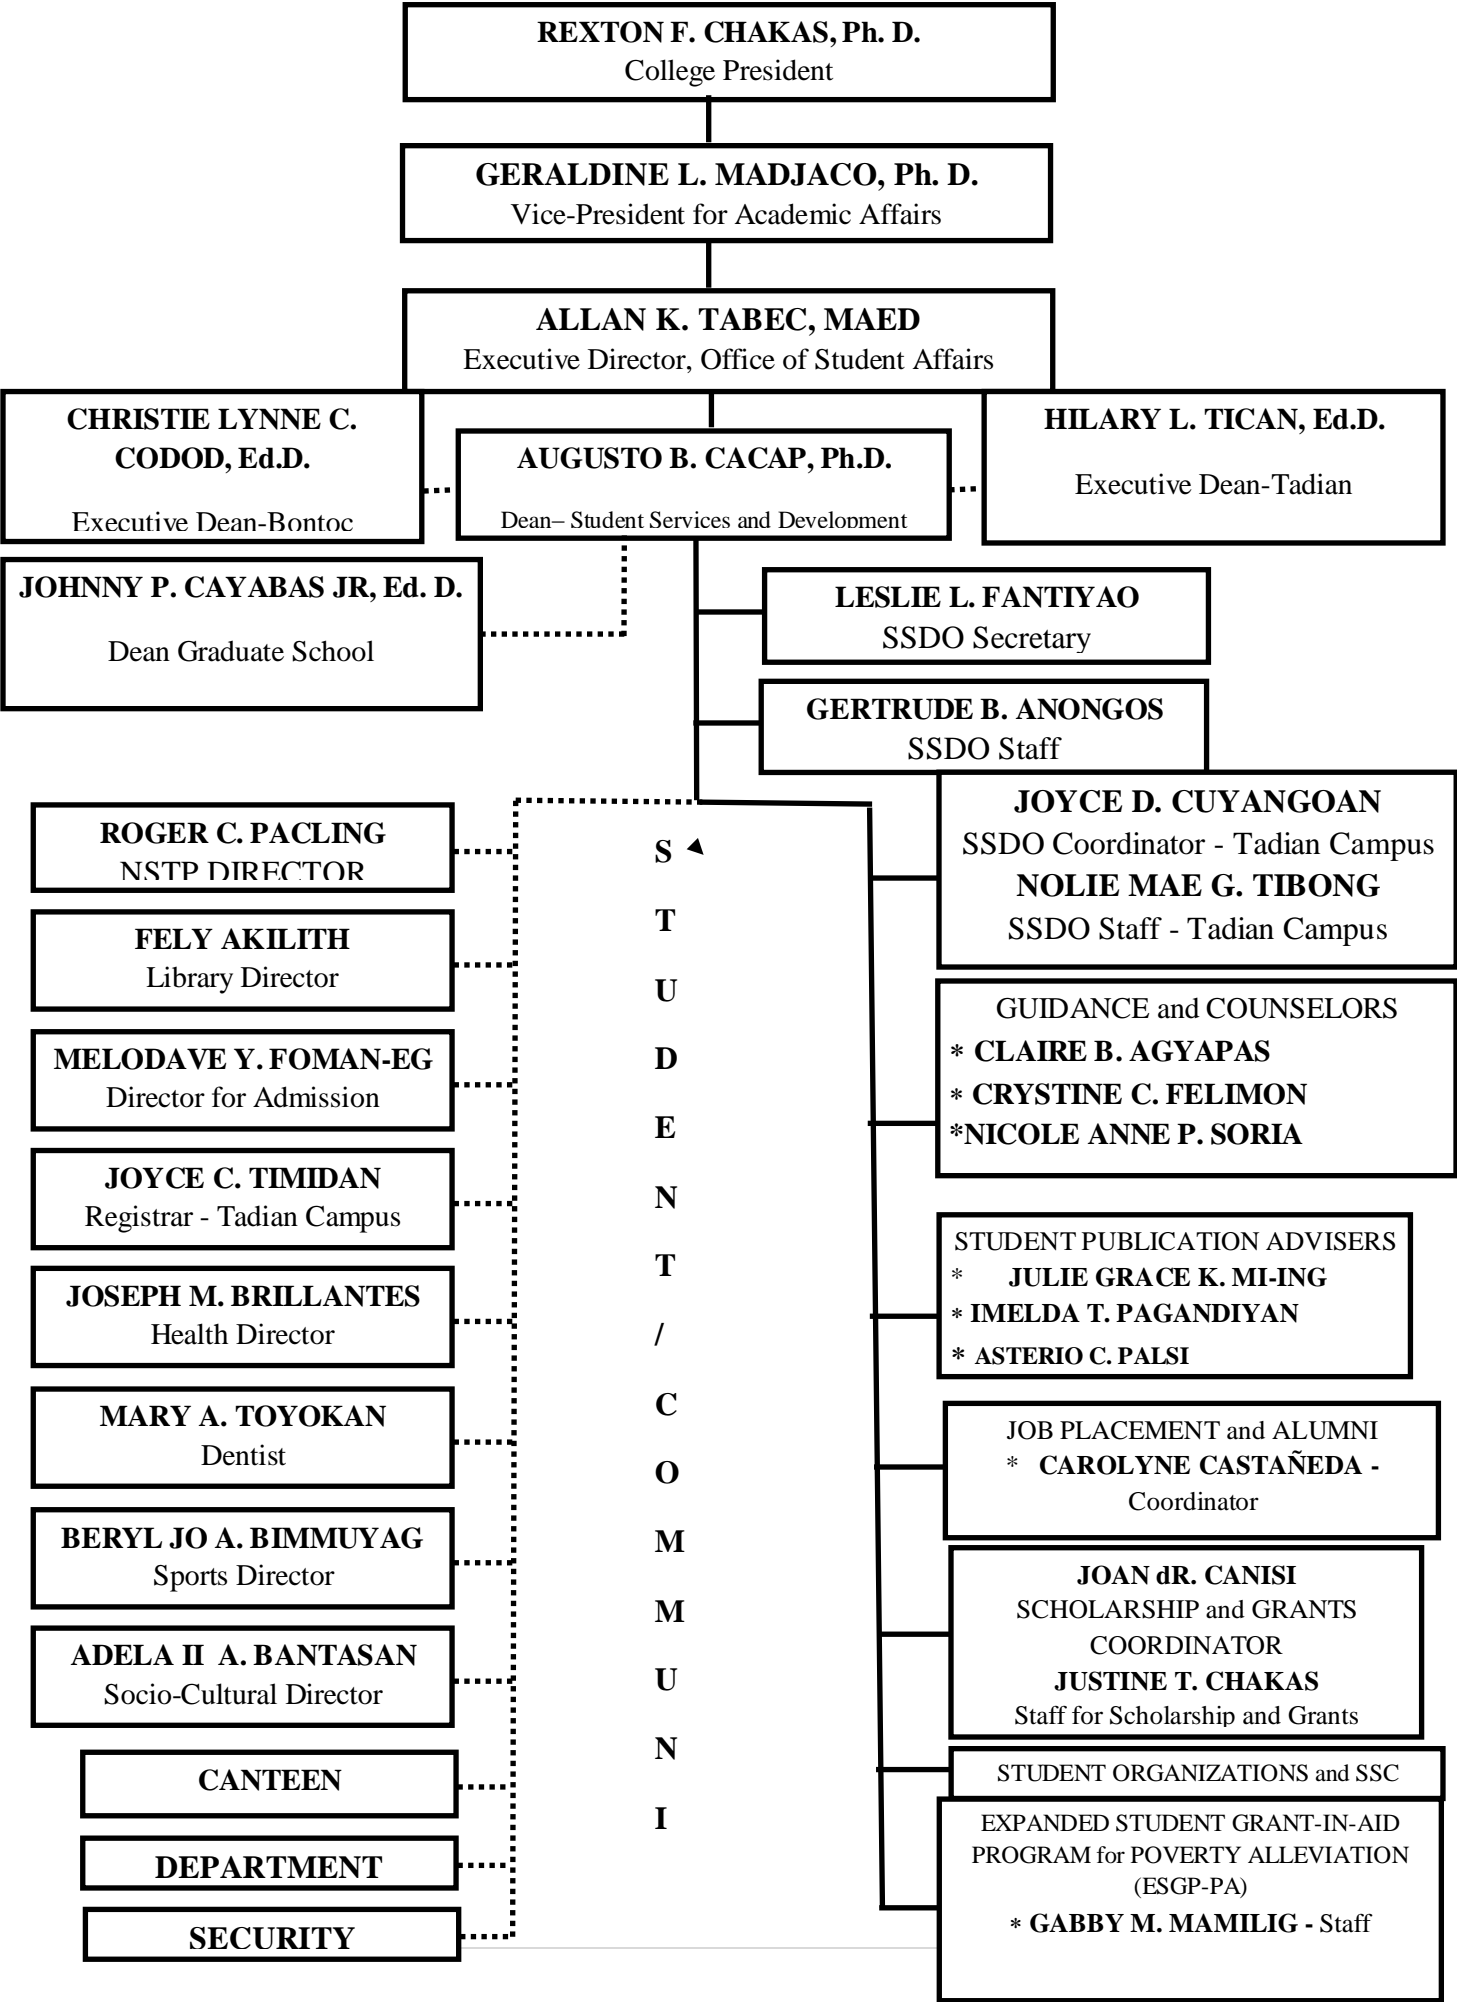 REXTON F. CHAKAS, Ph. D.
College President
GERALDINE L. MADJACO, Ph. D.
Vice-President for Academic Affairs
ALLAN K. TABEC, MAED
Executive Director, Office of Student Affairs
CHRISTIE LYNNE C.
CODOD, Ed.D.
Executive Dean-Bontoc
AUGUSTO B. CACAP, Ph.D.
Dean– Student Services and Development
HILARY L. TICAN, Ed.D.
Executive Dean-Tadian
JOHNNY P. CAYABAS JR, Ed. D.
Dean Graduate School
LESLIE L. FANTIYAO
SSDO Secretary
GERTRUDE B. ANONGOS
SSDO Staff
ROGER C. PACLING
NSTP DIRECTOR
FELY AKILITH
Library Director
MELODAVE Y. FOMAN-EG
Director for Admission
JOYCE C. TIMIDAN
Registrar - Tadian Campus
JOSEPH M. BRILLANTES
Health Director
MARY A. TOYOKAN
Dentist
BERYL JO A. BIMMUYAG
Sports Director
ADELA II  A. BANTASAN
Socio-Cultural Director
CANTEEN
DEPARTMENT
SECURITY
S
T
U
D
E
N
T
/
C
O
M
M
U
N
I
JOYCE D. CUYANGOAN
SSDO Coordinator - Tadian Campus
NOLIE MAE G. TIBONG
SSDO Staff - Tadian Campus
GUIDANCE and COUNSELORS
* CLAIRE B. AGYAPAS
* CRYSTINE C. FELIMON
*NICOLE ANNE P. SORIA
STUDENT PUBLICATION ADVISERS
* JULIE GRACE K. MI-ING
* IMELDA T. PAGANDIYAN
* ASTERIO C. PALSI
JOB PLACEMENT and ALUMNI
* CAROLYNE CASTAÑEDA -
Coordinator
JOAN dR. CANISI
SCHOLARSHIP and GRANTS
COORDINATOR
JUSTINE T. CHAKAS
Staff for Scholarship and Grants
STUDENT ORGANIZATIONS and SSC
EXPANDED STUDENT GRANT-IN-AID
PROGRAM for POVERTY ALLEVIATION
(ESGP-PA)
* GABBY M. MAMILIG - Staff